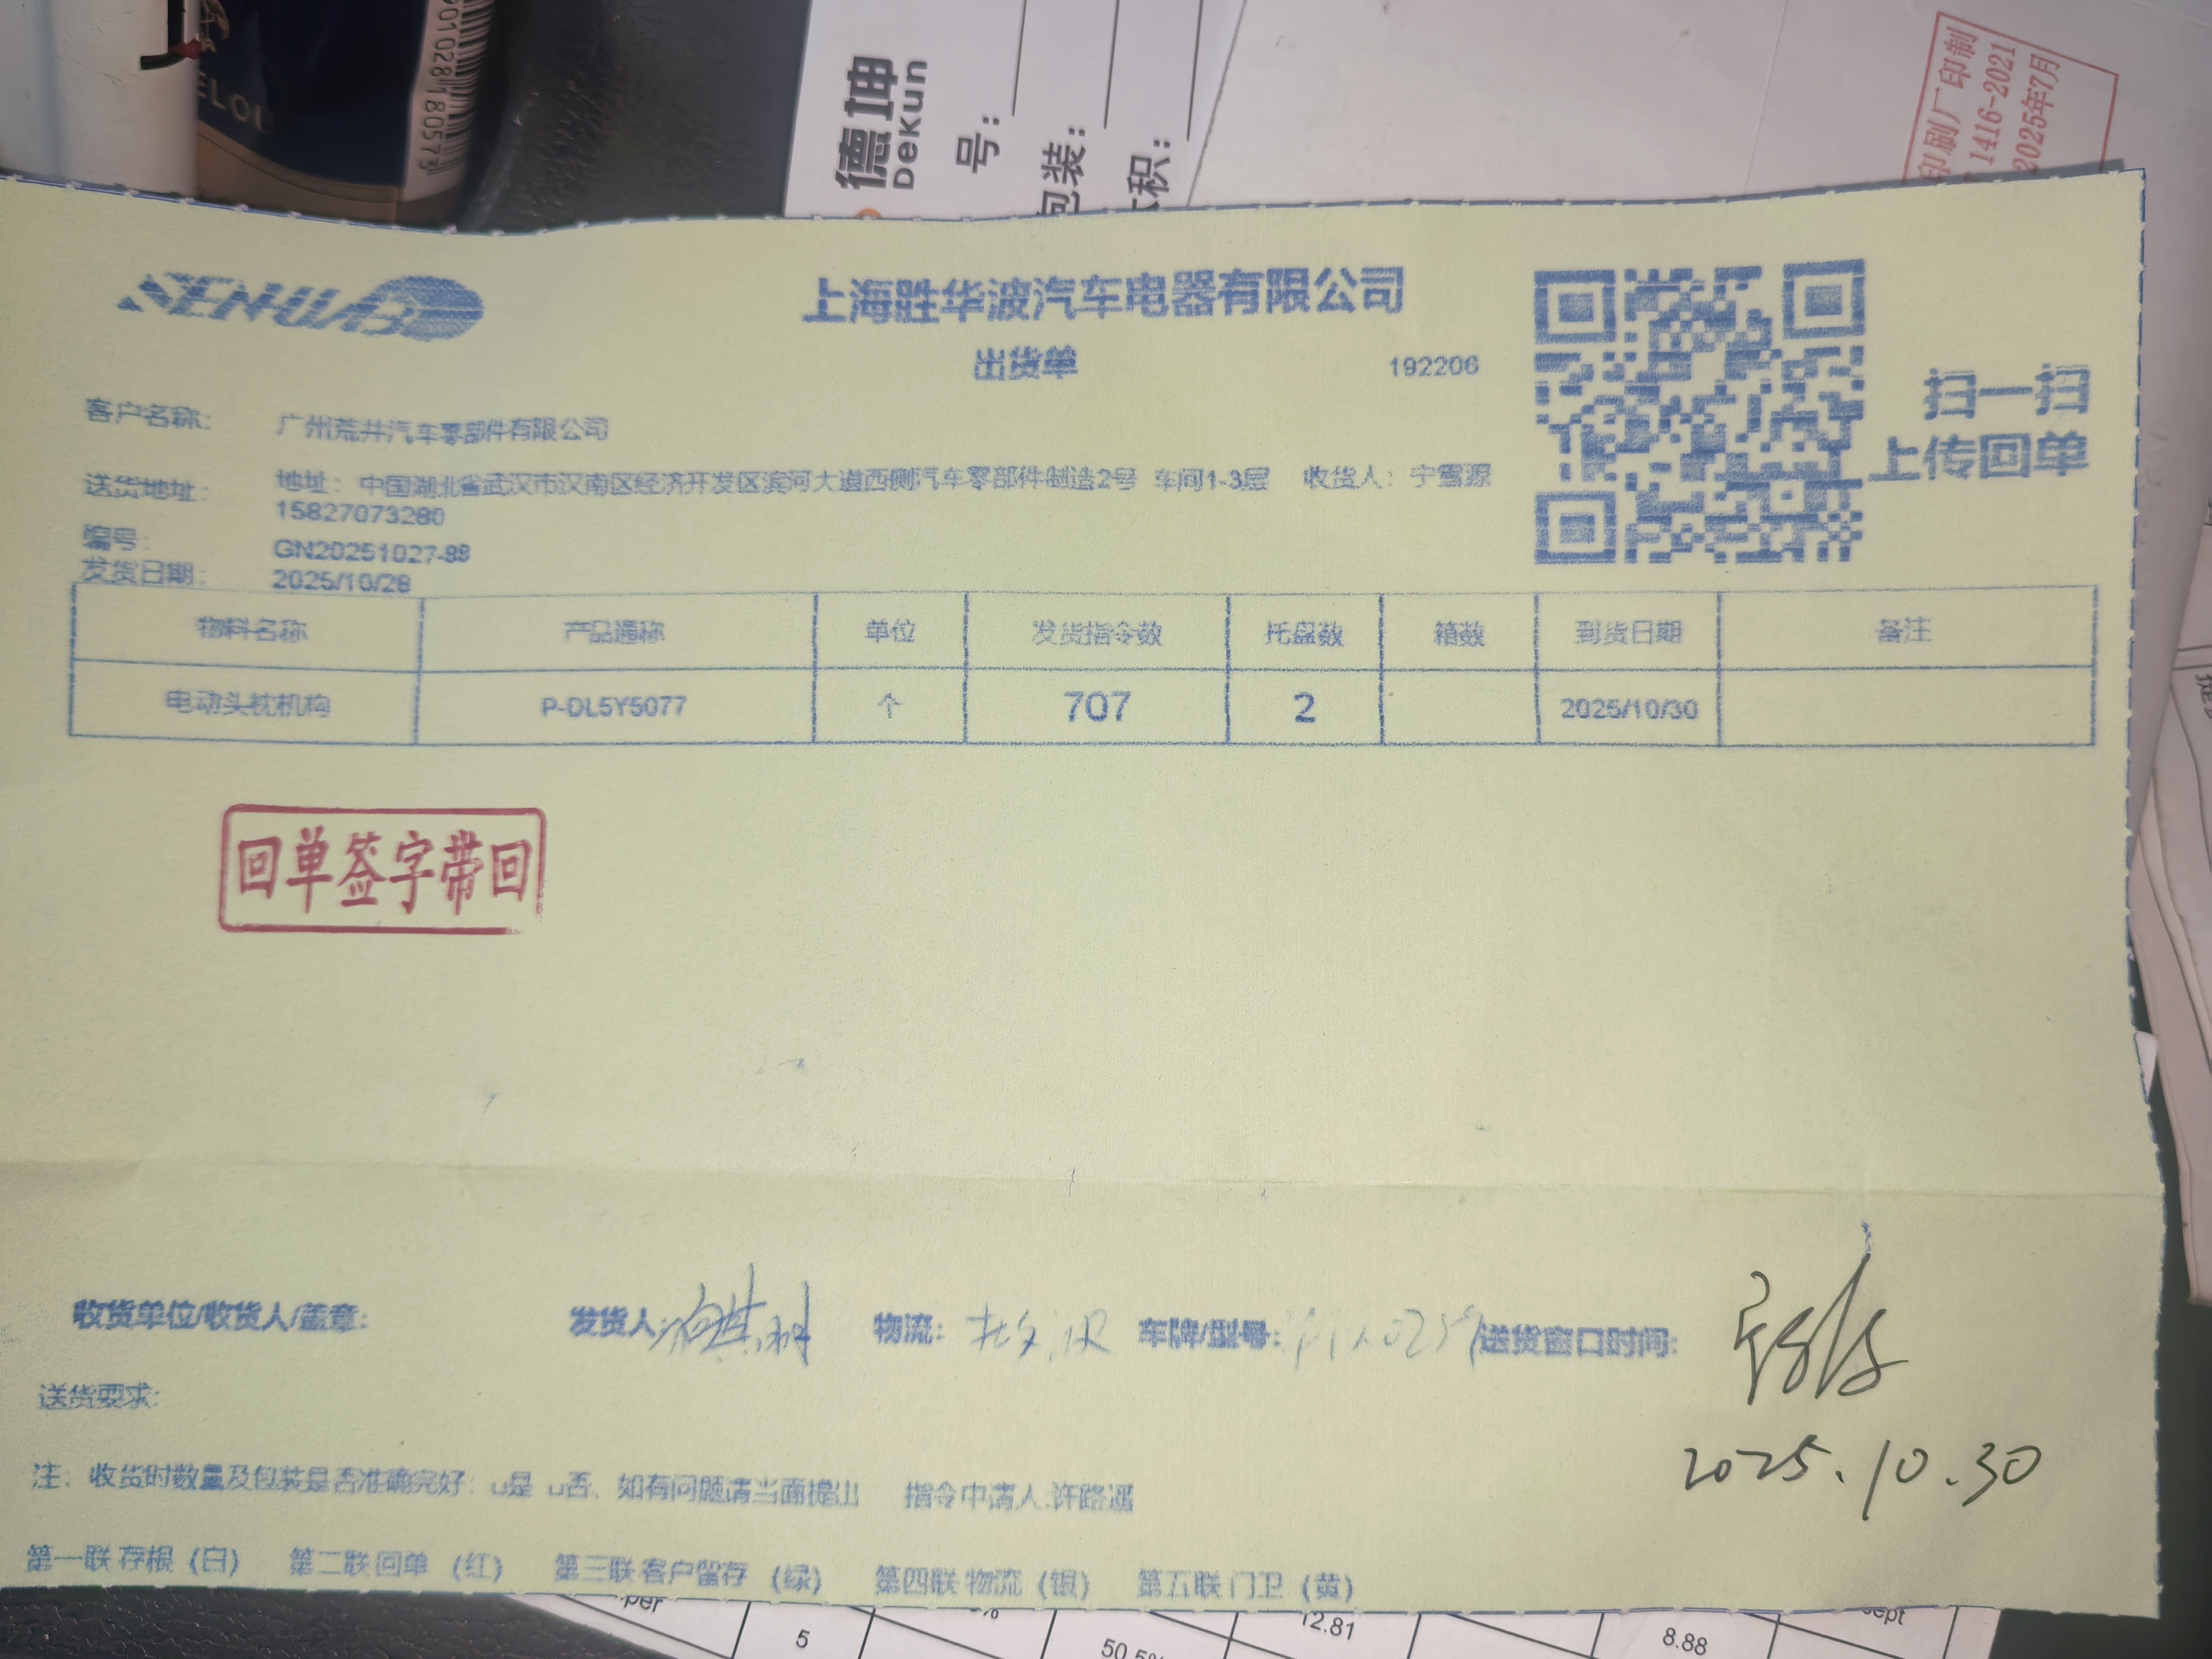 9010281805757
ELOU
德坤
Dekun
号：
包装：
积：
印刷厂印制
1416-2021
2025年7月
SENHUABO
上海胜华波汽车电器有限公司
出货单
192206
扫一扫
上传回单
客户名称： 广州荒井汽车零部件有限公司
送货地址： 地址：中国湖北省武汉市汉南区经济开发区滨河大道西侧汽车零部件制造2号 车间1-3层 收货人：宁雪源
15827073280
编号： GN20251027-88
发货日期： 2025/10/28
物料名称 产品通称 单位 发货指令数 托盘数 箱数 到货日期 备注
电动头枕机构 P-DL5Y5077 个 707 2 2025/10/30
回单签字带回
收货单位/收货人/盖章： 发货人： 物流： 车牌/型号： 送货窗口时间：
2025.10.30
送货要求：
注：收货时数量及包装是否准确完好：u是 u否、如有问题请当面提出 指令申请人:许路遥
第一联 存根（白） 第二联 回单（红） 第三联 客户留存（绿） 第四联 物流（银） 第五联 门卫（黄）
5
12.81
8.88